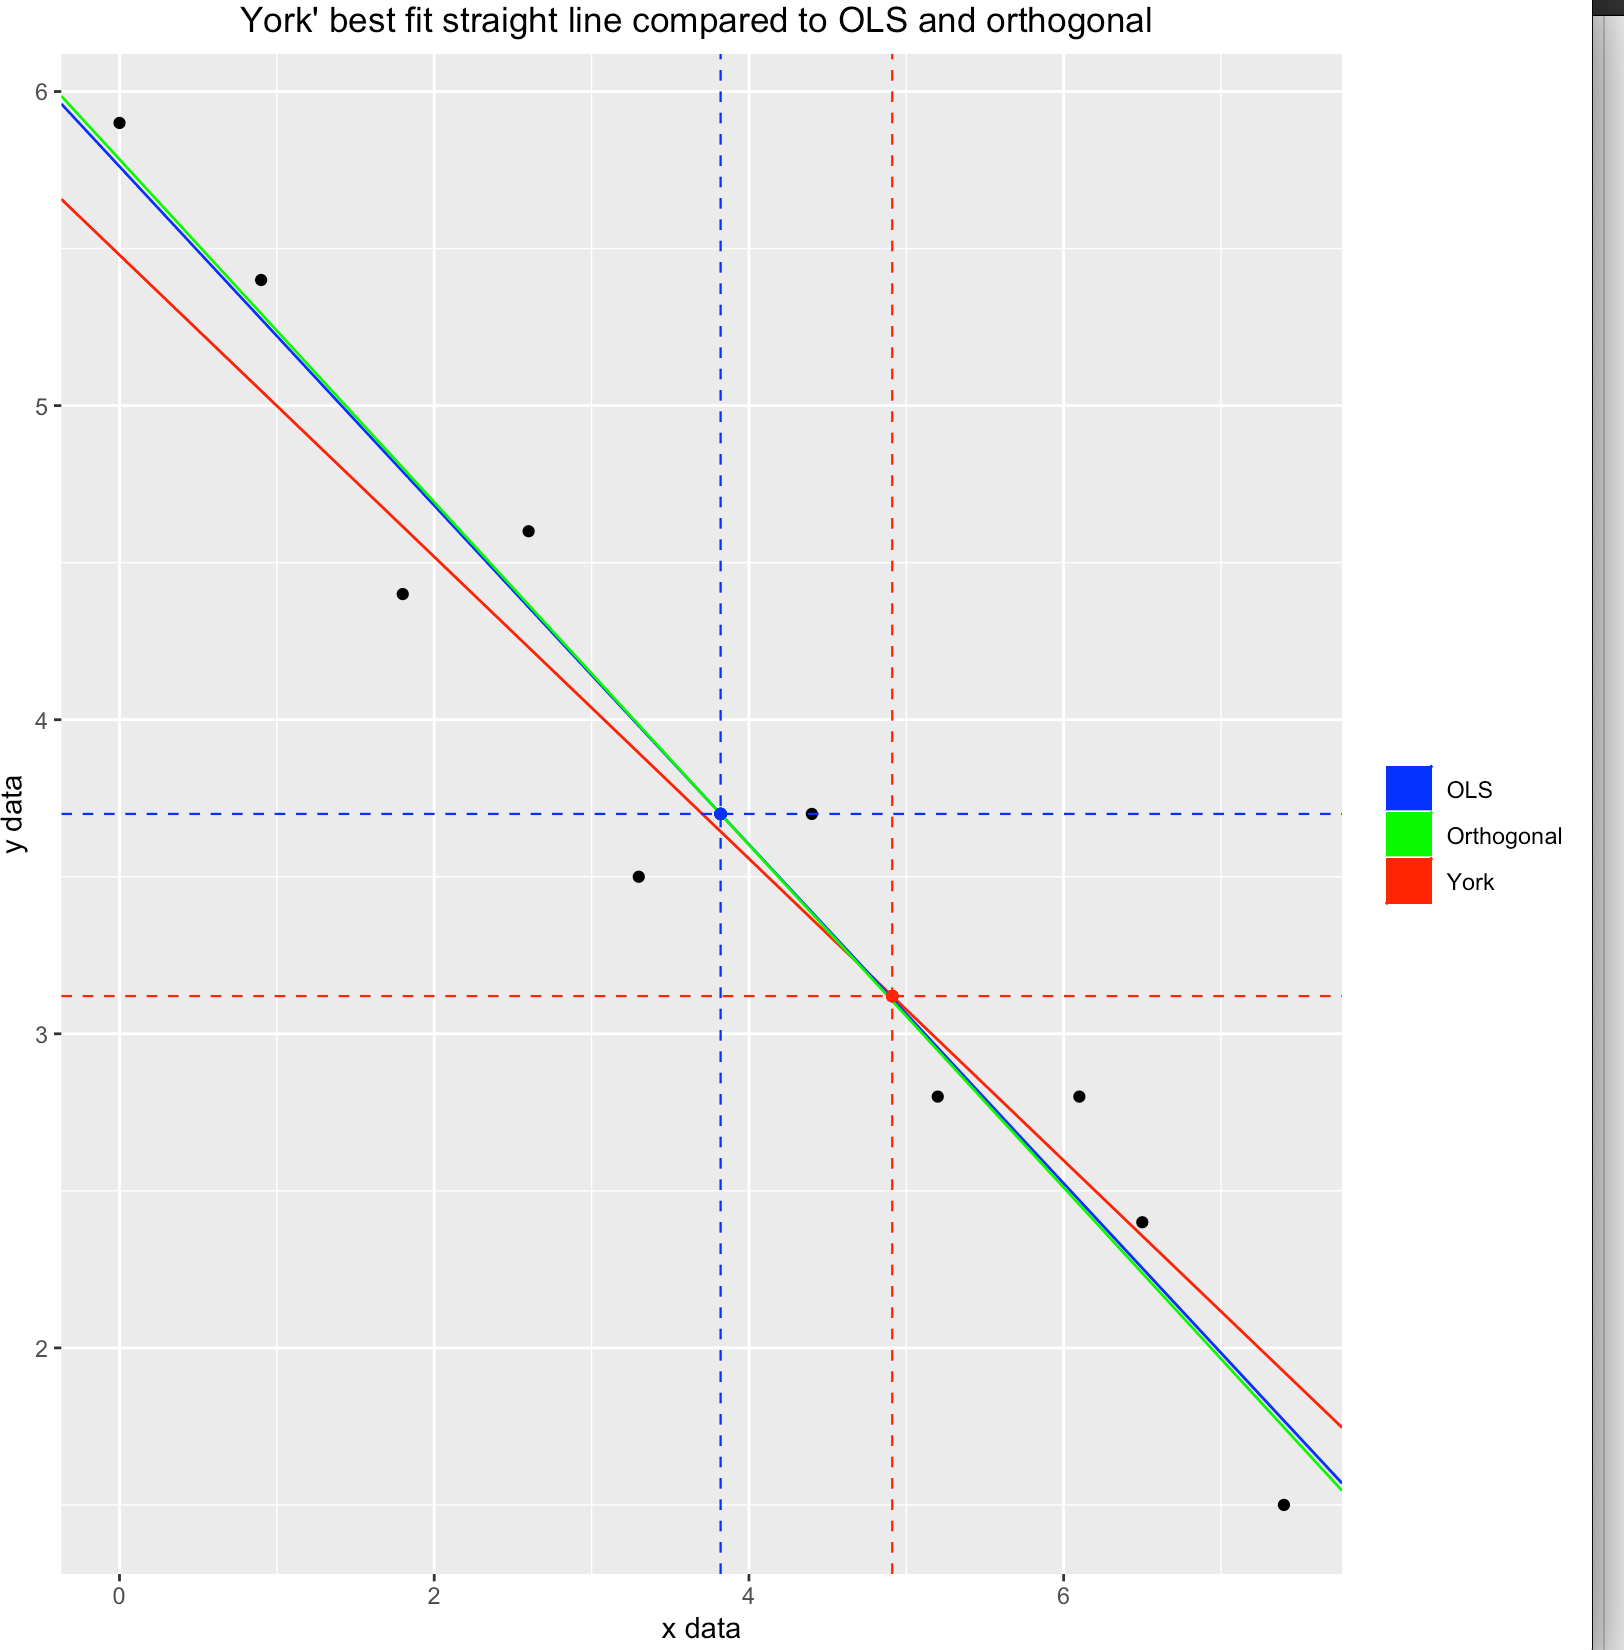 York' best fit straight line compared to OLS and orthogonal
6
5
4
3
2
y data
0 2 4 6
x data
OLS
Orthogonal
York